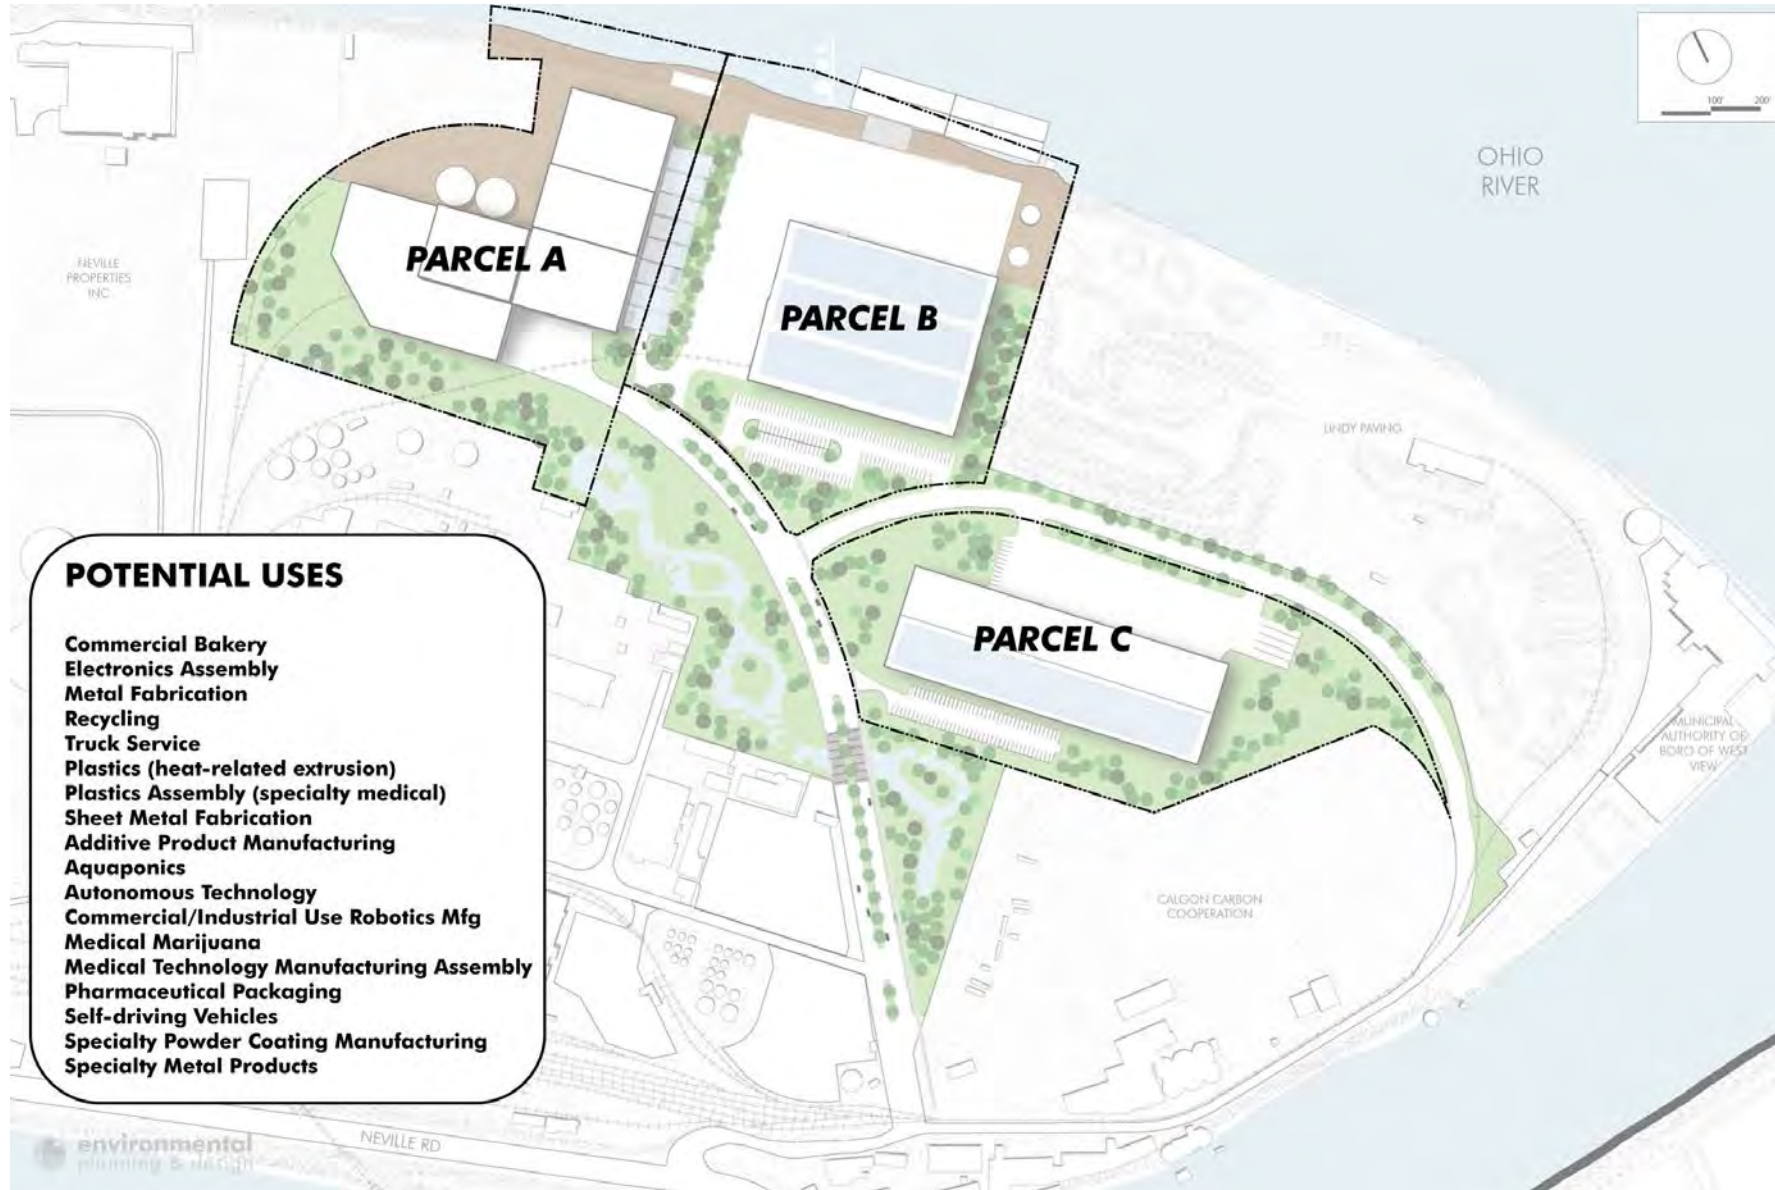 100'
200'
OHIO
RIVER
NEVILLE
PROPERTIES
INC
PARCEL A
PARCEL B
LINDY PAVING
PARCEL C
MUNICIPAL
AUTHORITY OF
BORO OF WEST
VIEW
CALGON CARBON
COOPERATION
POTENTIAL USES
Commercial Bakery
Electronics Assembly
Metal Fabrication
Recycling
Truck Service
Plastics (heat-related extrusion)
Plastics Assembly (specialty medical)
Sheet Metal Fabrication
Additive Product Manufacturing
Aquaponics
Autonomous Technology
Commercial/Industrial Use Robotics Mfg
Medical Marijuana
Medical Technology Manufacturing Assembly
Pharmaceutical Packaging
Self-driving Vehicles
Specialty Powder Coating Manufacturing
Specialty Metal Products
NEVILLE RD
environmental
planning & design